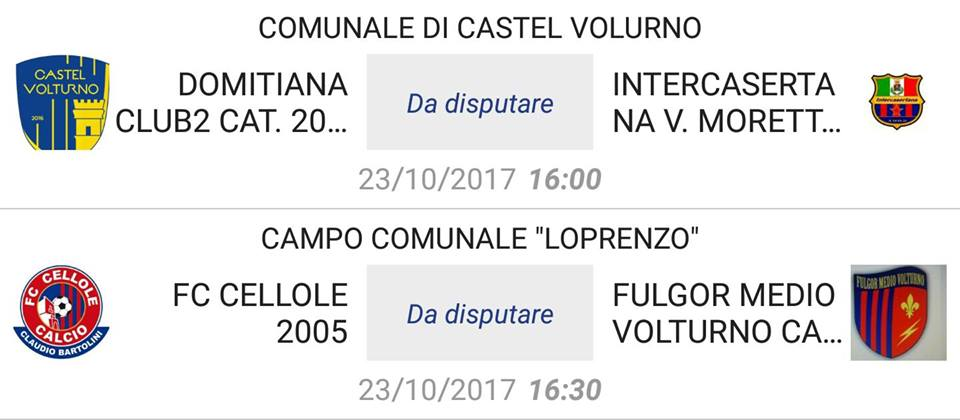 COMUNALE DI CASTEL VOLURNO
CASTEL
VOLTURNO
2016
DOMITIANA
CLUB2 CAT. 20...
Da disputare
INTERCASERTA
NA V. MORETT...
Intercasertana
23/10/2017 16:00
CAMPO COMUNALE "LOPRENZO"
FC CELLOLE
CALCIO
CLAUDIO BARTOLINI
FC CELLOLE
2005
Da disputare
FULGOR MEDIO
VOLTURNO CA...
FULGOR MEDIO VOLTURNO
23/10/2017 16:30